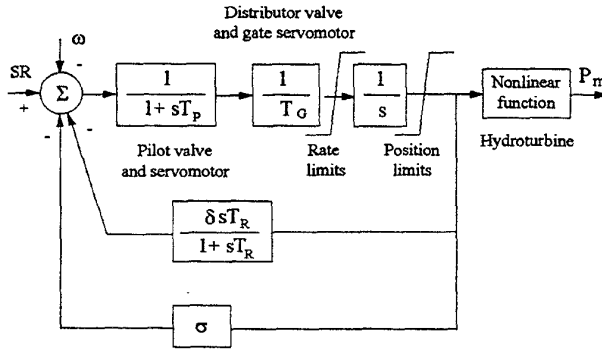 Distributor valve
and gate servomotor
ω
-
SR
+
Σ
-
-
1
1+ sT_P
1
T_G
1
s
Nonlinear
function
P_m
Pilot valve
and servomotor
Rate
limits
Position
limits
Hydroturbine
δ sT_R
1+ sT_R
σ